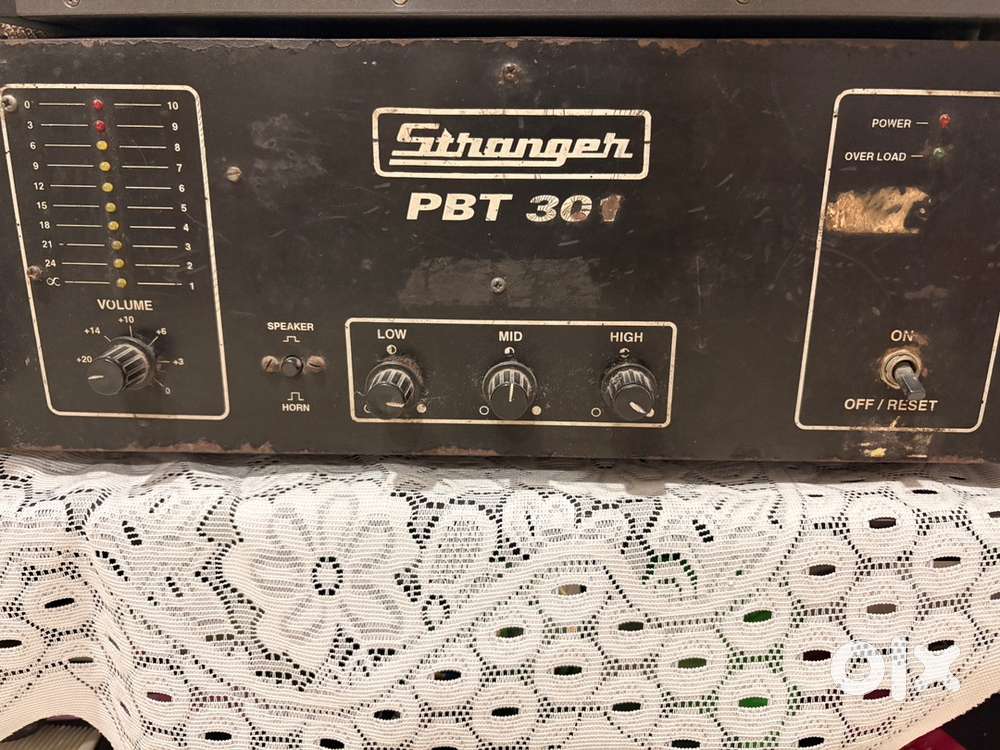 0 10
3 9
6 8
9 7
12 6
15 5
18 4
21 3
24 2
∝ 1
VOLUME
+20 +14 +10 +6 +3 0
SPEAKER
HORN
Stranger
PBT 301
LOW MID HIGH
POWER
OVER LOAD
ON
OFF / RESET
olx